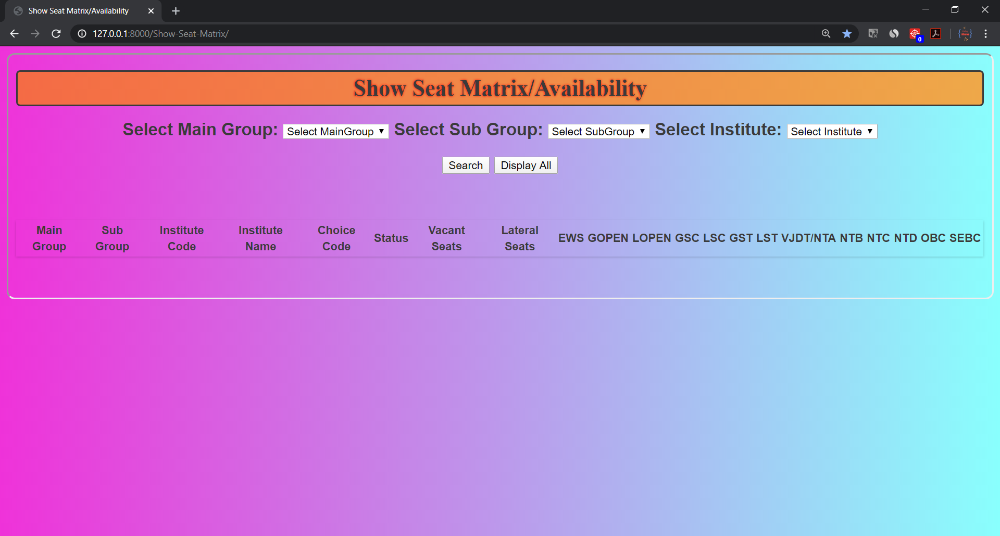 Show Seat Matrix/Availability
127.0.0.1:8000/Show-Seat-Matrix/
0
Show Seat Matrix/Availability
Select Main Group: Select MainGroup Select Sub Group: Select SubGroup Select Institute: Select Institute
Search Display All
Main Group Sub Group Institute Code Institute Name Choice Code Status Vacant Seats Lateral Seats EWS GOPEN LOPEN GSC LSC GST LST VJDT/NTA NTB NTC NTD OBC SEBC